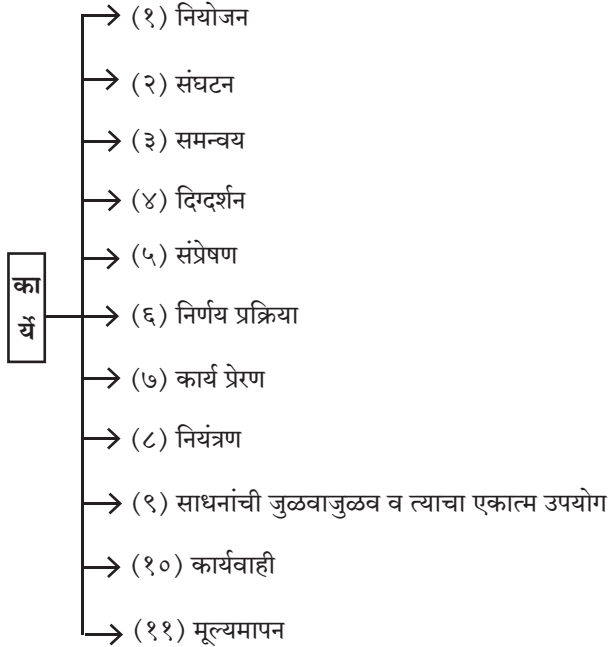 (१) नियोजन
(२) संघटन
(३) समन्वय
(४) दिग्दर्शन
(५) संप्रेषण
कार्ये
(६) निर्णय प्रक्रिया
(७) कार्य प्रेरण
(८) नियंत्रण
(९) साधनांची जुळवाजुळव व त्याचा एकात्म उपयोग
(१०) कार्यवाही
(११) मूल्यमापन